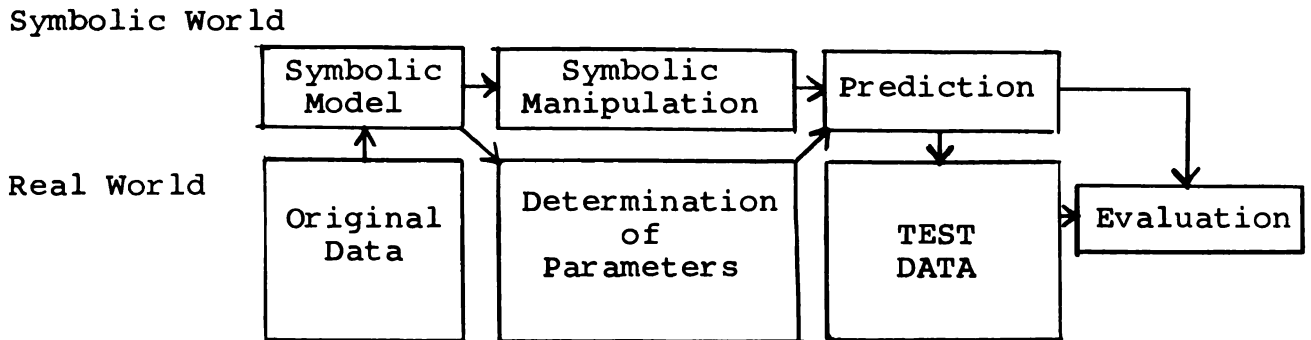 Symbolic World
Symbolic
Model
Symbolic
Manipulation
Prediction
Real World
Original
Data
Determination
of
Parameters
TEST
DATA
Evaluation